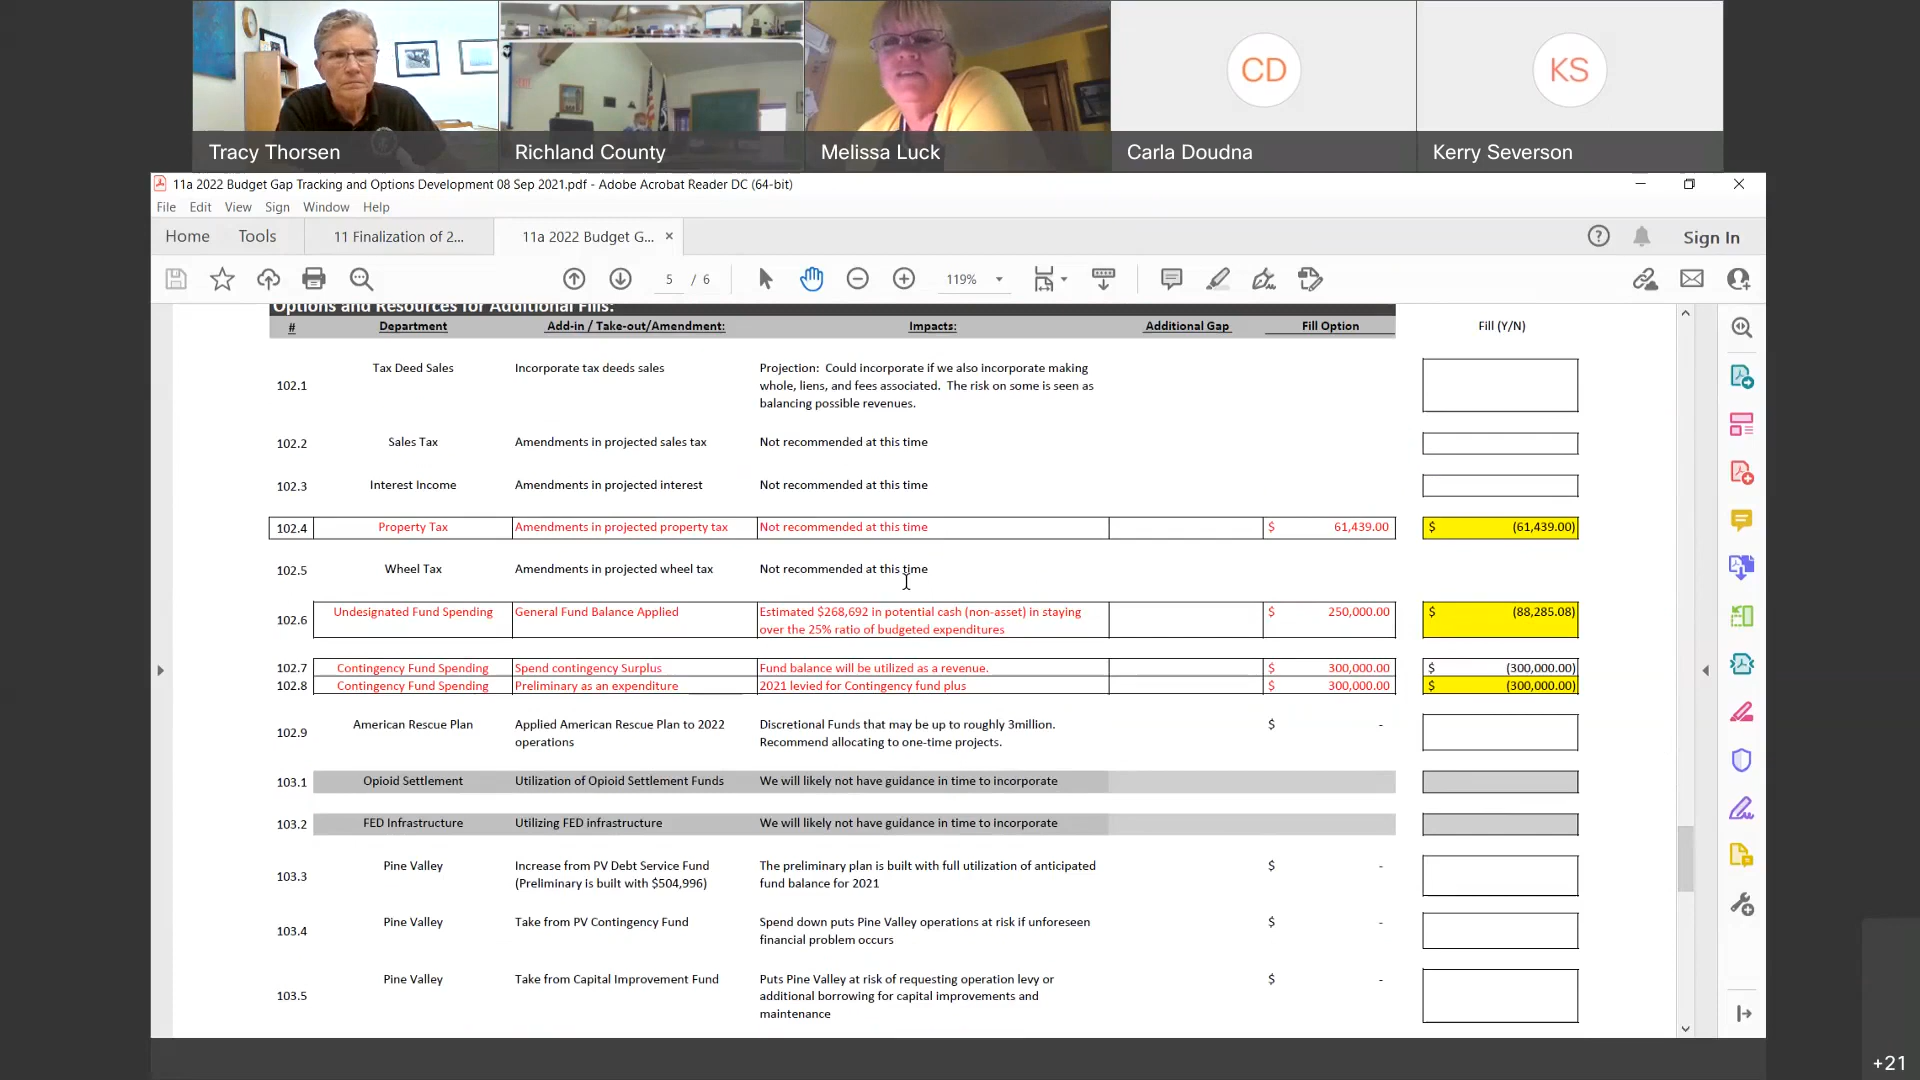 Tracy Thorsen
Richland County
Melissa Luck
CD
Carla Doudna
KS
Kerry Severson
11a 2022 Budget Gap Tracking and Options Development 08 Sep 2021.pdf - Adobe Acrobat Reader DC (64-bit)
File Edit View Sign Window Help
Home Tools 11 Finalization of 2... 11a 2022 Budget G... × Sign In
5 / 6 119%
Options and Resources for Additional Fills:
# Department Add-in / Take-out/Amendment: Impacts: Additional Gap Fill Option Fill (Y/N)
102.1 Tax Deed Sales Incorporate tax deeds sales Projection: Could incorporate if we also incorporate making
whole, liens, and fees associated. The risk on some is seen as
balancing possible revenues.
102.2 Sales Tax Amendments in projected sales tax Not recommended at this time
102.3 Interest Income Amendments in projected interest Not recommended at this time
102.4 Property Tax Amendments in projected property tax Not recommended at this time $ 61,439.00 $ (61,439.00)
102.5 Wheel Tax Amendments in projected wheel tax Not recommended at this time
102.6 Undesignated Fund Spending General Fund Balance Applied Estimated $268,692 in potential cash (non-asset) in staying $ 250,000.00 $ (88,285.08)
over the 25% ratio of budgeted expenditures
102.7 Contingency Fund Spending Spend contingency Surplus Fund balance will be utilized as a revenue. $ 300,000.00 $ (300,000.00)
102.8 Contingency Fund Spending Preliminary as an expenditure 2021 levied for Contingency fund plus $ 300,000.00 $ (300,000.00)
102.9 American Rescue Plan Applied American Rescue Plan to 2022 Discretional Funds that may be up to roughly 3million. $ -
operations Recommend allocating to one-time projects.
103.1 Opioid Settlement Utilization of Opioid Settlement Funds We will likely not have guidance in time to incorporate
103.2 FED Infrastructure Utilizing FED infrastructure We will likely not have guidance in time to incorporate
103.3 Pine Valley Increase from PV Debt Service Fund The preliminary plan is built with full utilization of anticipated $ -
(Preliminary is built with $504,996) fund balance for 2021
103.4 Pine Valley Take from PV Contingency Fund Spend down puts Pine Valley operations at risk if unforeseen $ -
financial problem occurs
103.5 Pine Valley Take from Capital Improvement Fund Puts Pine Valley at risk of requesting operation levy or $ -
additional borrowing for capital improvements and
maintenance
+21